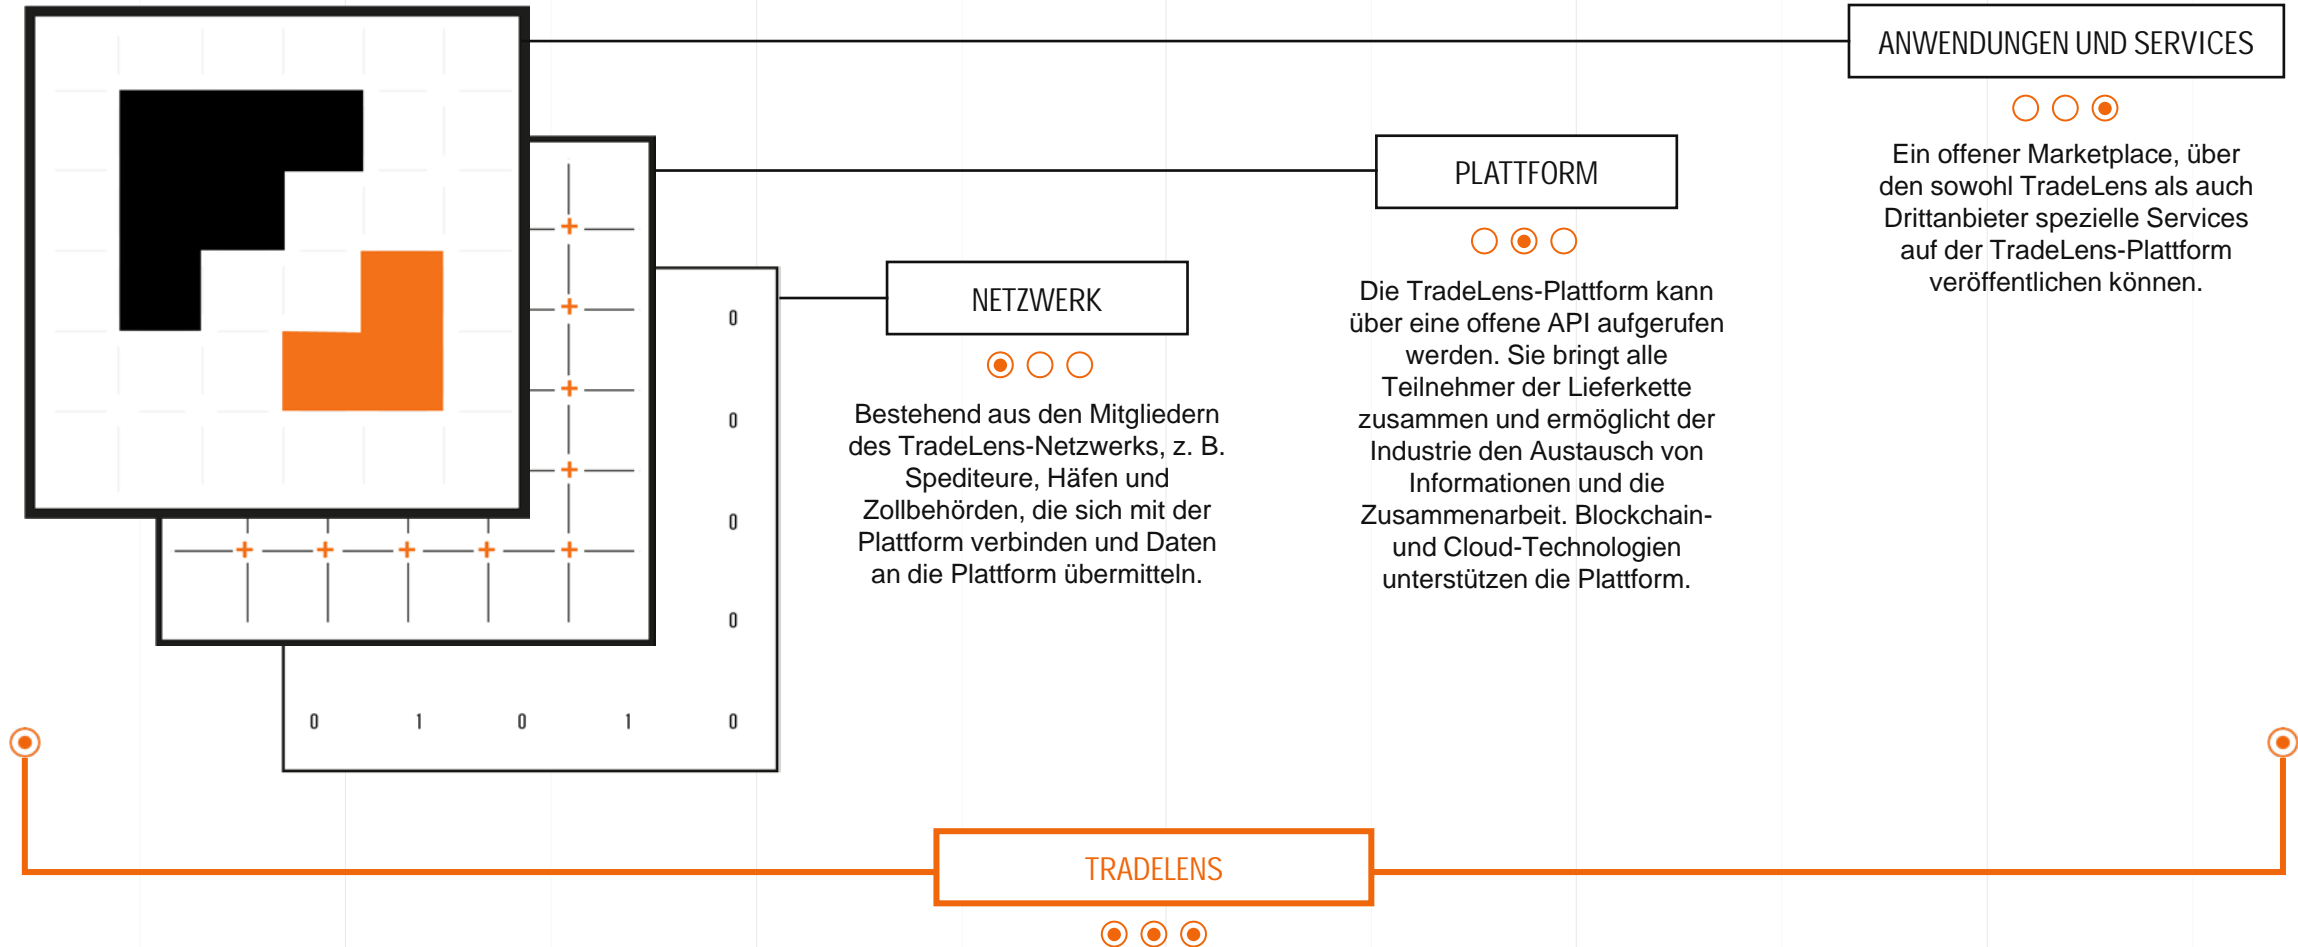 ANWENDUNGEN UND SERVICES
Ein offener Marketplace, über
den sowohl TradeLens als auch
Drittanbieter spezielle Services
auf der TradeLens-Plattform
veröffentlichen können.
PLATTFORM
Die TradeLens-Plattform kann
über eine offene API aufgerufen
werden. Sie bringt alle
Teilnehmer der Lieferkette
zusammen und ermöglicht der
Industrie den Austausch von
Informationen und die
Zusammenarbeit. Blockchain-
und Cloud-Technologien
unterstützen die Plattform.
NETZWERK
Bestehend aus den Mitgliedern
des TradeLens-Netzwerks, z. B.
Spediteure, Häfen und
Zollbehörden, die sich mit der
Plattform verbinden und Daten
an die Plattform übermitteln.
0
0
0
0
0 1 0 1 0
TRADELENS